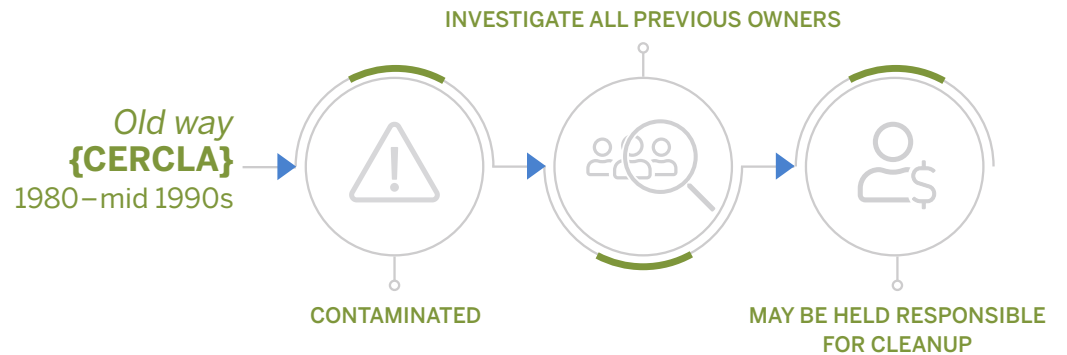 INVESTIGATE ALL PREVIOUS OWNERS
Old way
{CERCLA}
1980–mid 1990s
CONTAMINATED
MAY BE HELD RESPONSIBLE
FOR CLEANUP